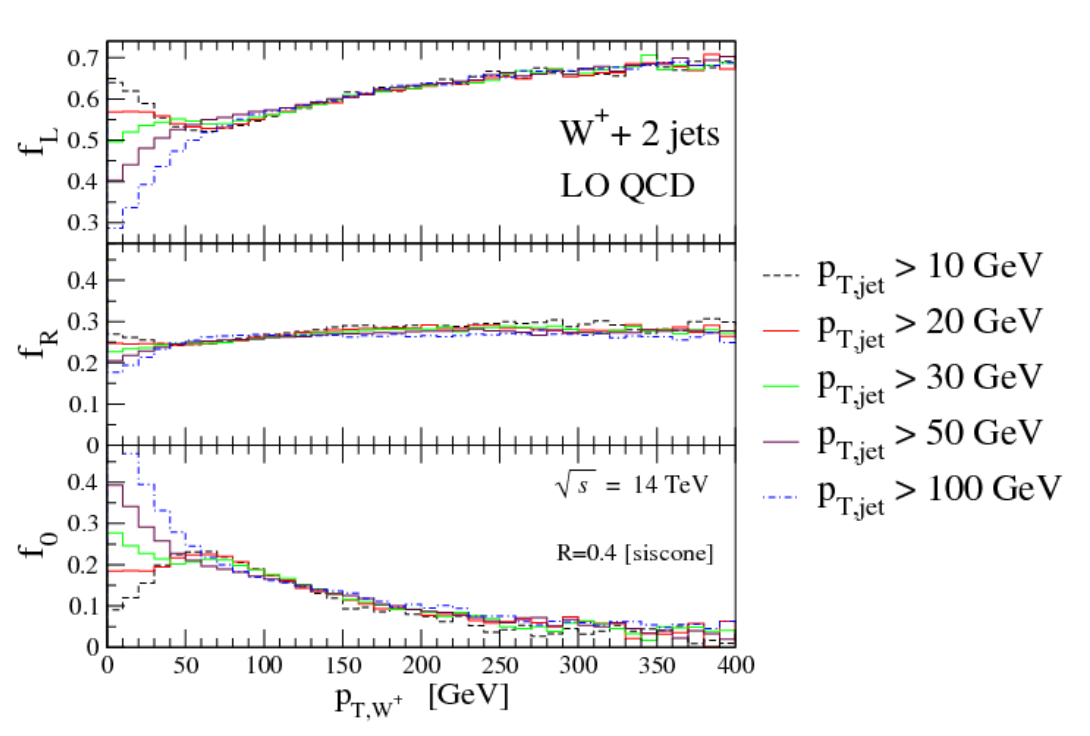 0.7
0.6
0.5
0.4
0.3
f_L
W^+ + 2 jets
LO QCD
0.4
0.3
0.2
0.1
0
f_R
0.4
0.3
0.2
0.1
0
f_0
√s = 14 TeV
R=0.4 [siscone]
0 50 100 150 200 250 300 350 400
p_T,W^+ [GeV]
p_T,jet > 10 GeV
p_T,jet > 20 GeV
p_T,jet > 30 GeV
p_T,jet > 50 GeV
p_T,jet > 100 GeV